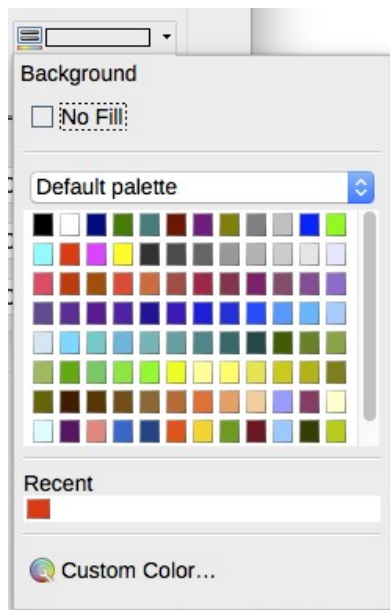 Background
No Fill
Default palette
Recent
Custom Color...